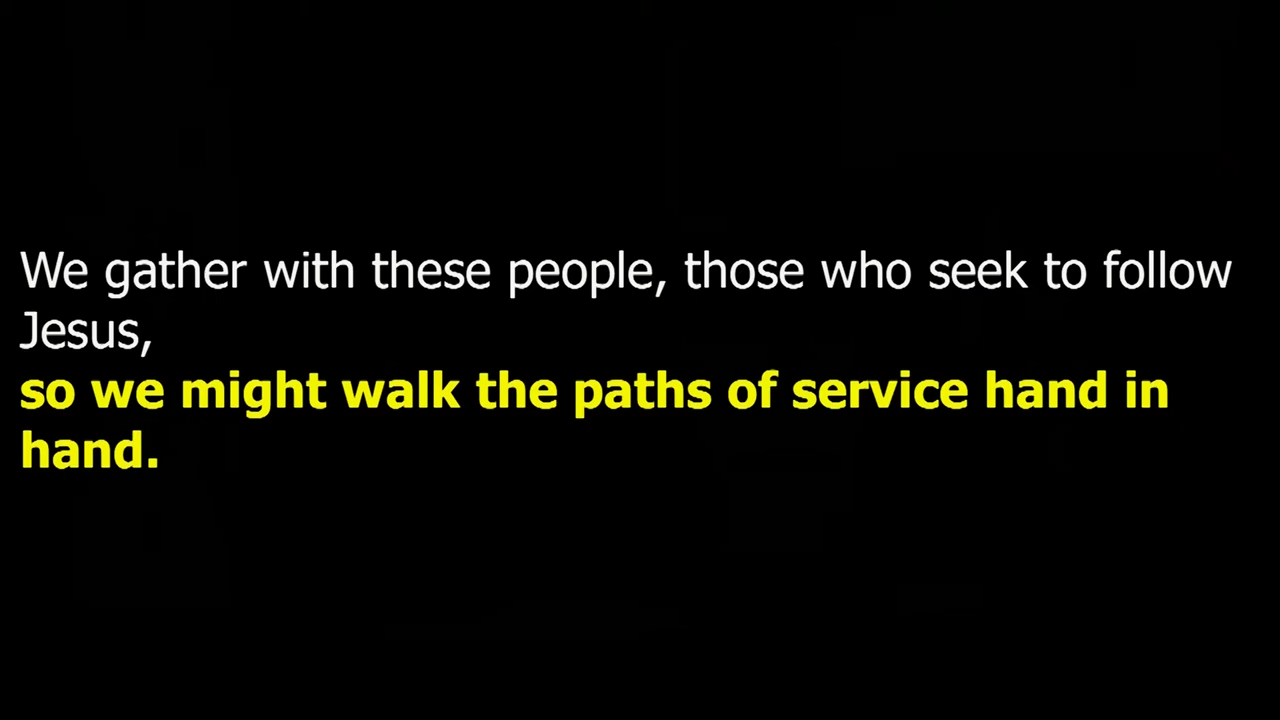 We gather with these people, those who seek to follow
Jesus,
so we might walk the paths of service hand in
hand.